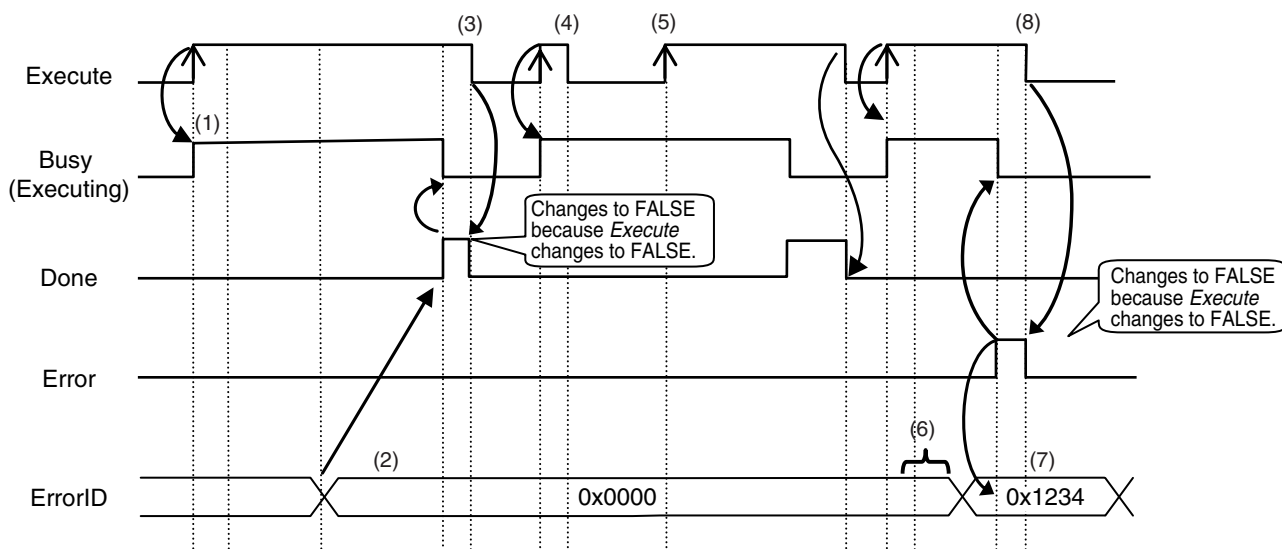 (3)
(4)
(5)
(8)
Execute
(1)
Busy
(Executing)
Changes to FALSE
because Execute
changes to FALSE.
Done
Changes to FALSE
because Execute
changes to FALSE.
Error
(2)
(6)
(7)
ErrorID
0x0000
0x1234